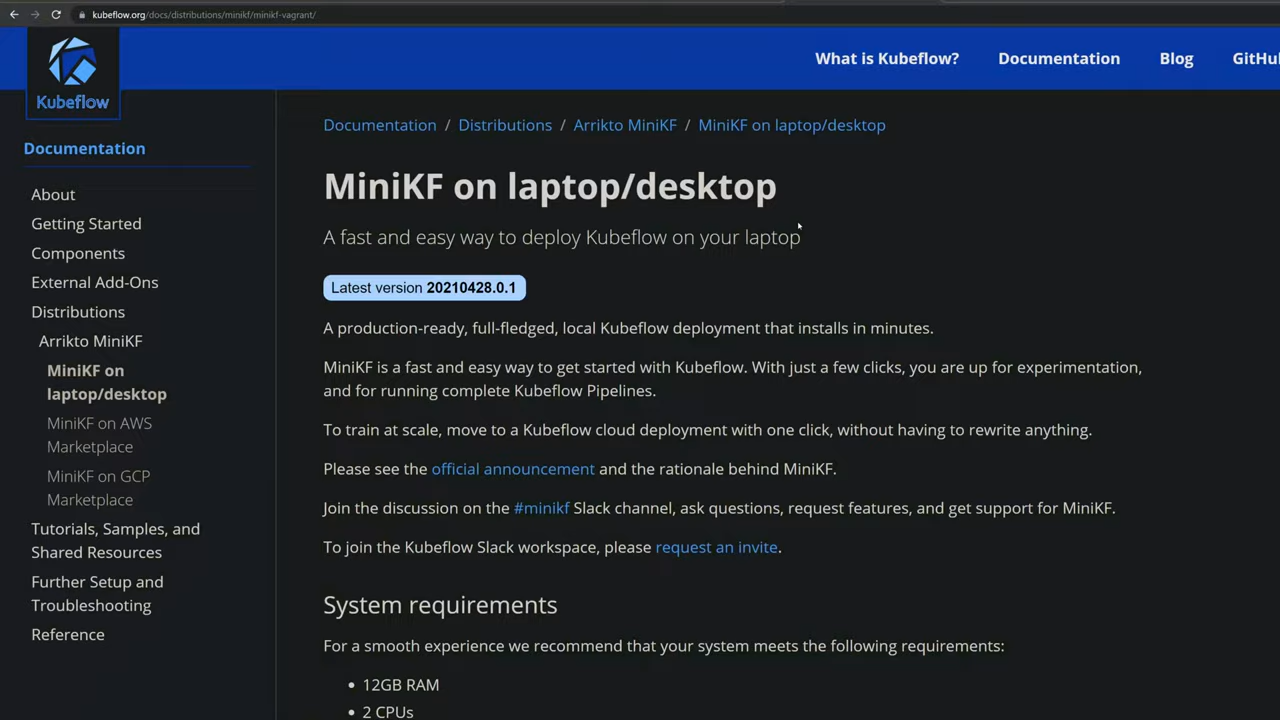 kubeflow.org/docs/distributions/minikf/minikf-vagrant/
Kubeflow
What is Kubeflow?
Documentation
Blog
GitHu
Documentation
About
Getting Started
Components
External Add-Ons
Distributions
Arrikto MiniKF
MiniKF on
laptop/desktop
MiniKF on AWS
Marketplace
MiniKF on GCP
Marketplace
Tutorials, Samples, and
Shared Resources
Further Setup and
Troubleshooting
Reference
Documentation / Distributions / Arrikto MiniKF / MiniKF on laptop/desktop
MiniKF on laptop/desktop
A fast and easy way to deploy Kubeflow on your laptop
Latest version 20210428.0.1
A production-ready, full-fledged, local Kubeflow deployment that installs in minutes.
MiniKF is a fast and easy way to get started with Kubeflow. With just a few clicks, you are up for experimentation,
and for running complete Kubeflow Pipelines.
To train at scale, move to a Kubeflow cloud deployment with one click, without having to rewrite anything.
Please see the official announcement and the rationale behind MiniKF.
Join the discussion on the #minikf Slack channel, ask questions, request features, and get support for MiniKF.
To join the Kubeflow Slack workspace, please request an invite.
System requirements
For a smooth experience we recommend that your system meets the following requirements:
• 12GB RAM
• 2 CPUs